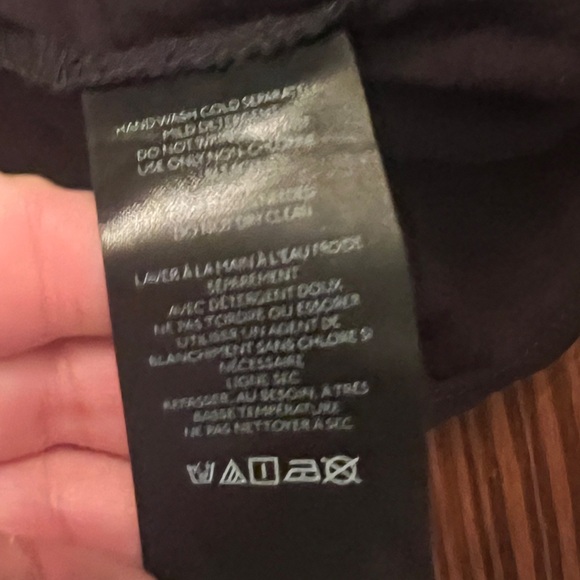 HAND WASH COLD SEPARATELY
MILD DETERGENT
DO NOT WR
USE ONLY NON-CHLORINE
DO NOT DRY CLEAN
LAVER À LA MAIN À L'EAU FROIDE
SÉPARÉMENT
AVEC DÉTERGENT DOUX
NE PAS TORDRE OU ESSORER
UTILISER UN AGENT DE
BLANCHIMENT SANS CHLORE SI
NÉCESSAIRE
LIGNE SEC
REPASSER, AU BESOIN, À TRÈS
BASSE TEMPÉRATURE
NE PAS NETTOYER À SEC